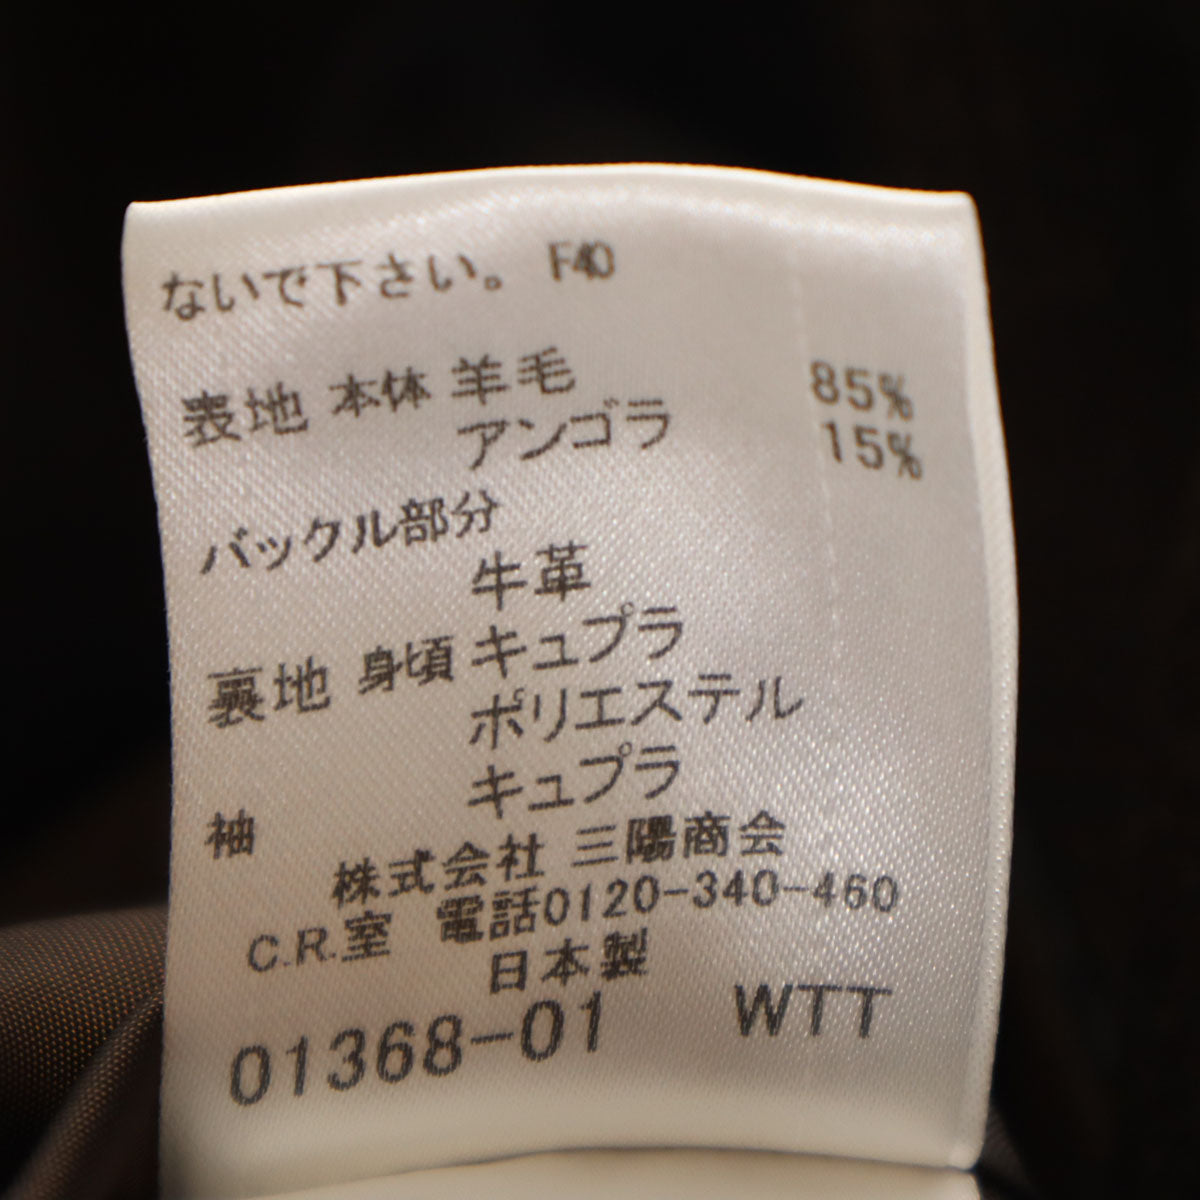 ないで下さい。 F40
表地 本体 羊毛 85%
アンゴラ 15%
バックル部分
牛革
裏地 身頃 キュプラ
ポリエステル
袖 キュプラ
株式会社 三陽商会
C.R.室 電話0120-340-460
日本製
01368-01 WTT